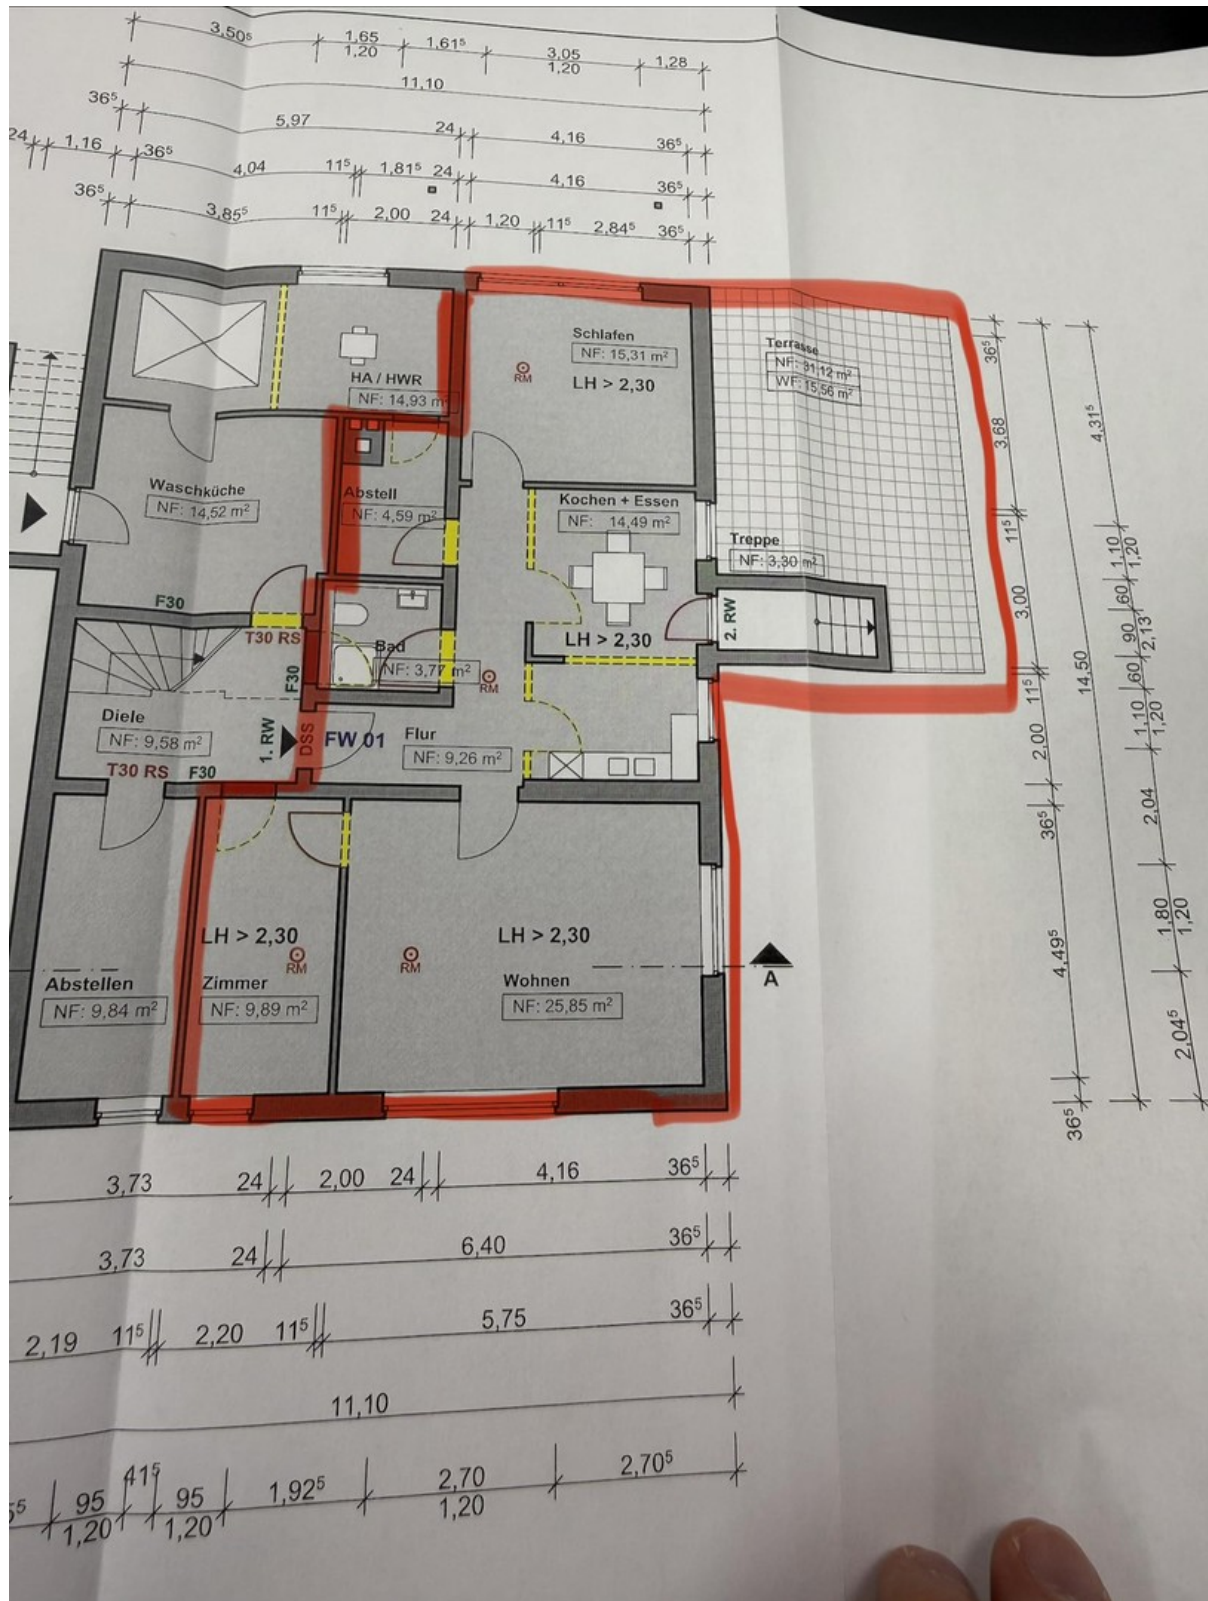 3,50⁵ 1,65 1,61⁵ 3,05 1,28
1,20 1,20
11,10
36⁵ 5,97 24 4,16 36⁵
24 1,16 36⁵ 4,04 11⁵ 1,81⁵ 24 4,16 36⁵
36⁵ 3,85⁵ 11⁵ 2,00 24 1,20 11⁵ 2,84⁵ 36⁵
Schlafen
NF: 15,31 m²
LH > 2,30
RM
Terrasse
NF: 31,12 m²
WF: 15,56 m²
HA / HWR
NF: 14,93 m²
Waschküche
NF: 14,52 m²
Abstell
NF: 4,59 m²
Kochen + Essen
NF: 14,49 m²
LH > 2,30
Treppe
NF: 3,30 m²
2. RW
F30
T30 RS
F30
Bad
NF: 3,77 m²
RM
Diele
NF: 9,58 m²
T30 RS F30
1. RW
DSS
FW 01
Flur
NF: 9,26 m²
LH > 2,30
RM
Zimmer
NF: 9,89 m²
Abstellen
NF: 9,84 m²
LH > 2,30
RM
Wohnen
NF: 25,85 m²
A
36⁵
3,68
11⁵
3,00
11⁵
2,00
36⁵
4,49⁵
36⁵
4,31⁵
14,50
1,10
1,20
60
90
2,13⁵
60
1,10
1,20
2,04
1,80
1,20
2,04⁵
3,73 24 2,00 24 4,16 36⁵
3,73 24 6,40 36⁵
2,19 11⁵ 2,20 11⁵ 5,75 36⁵
11,10
95 41⁵ 95 1,92⁵ 2,70 2,70⁵
1,20 1,20 1,20